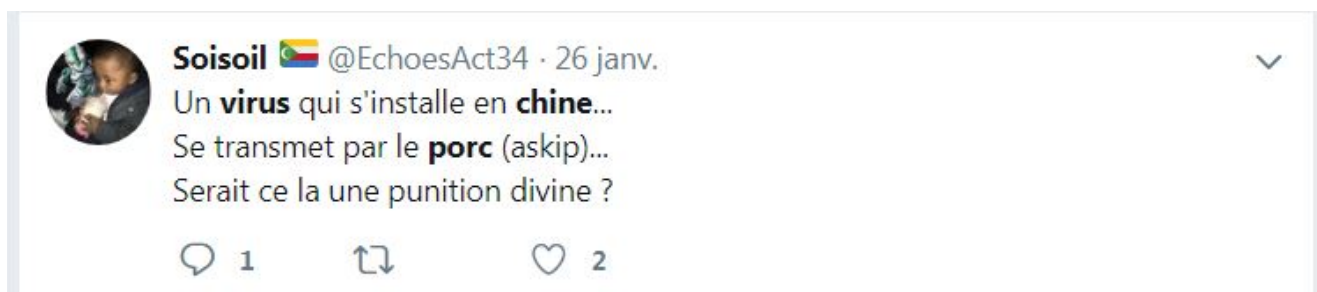 Soisoil @EchoesAct34 · 26 janv.
Un virus qui s'installe en chine...
Se transmet par le porc (askip)...
Serait ce la une punition divine ?
1 2